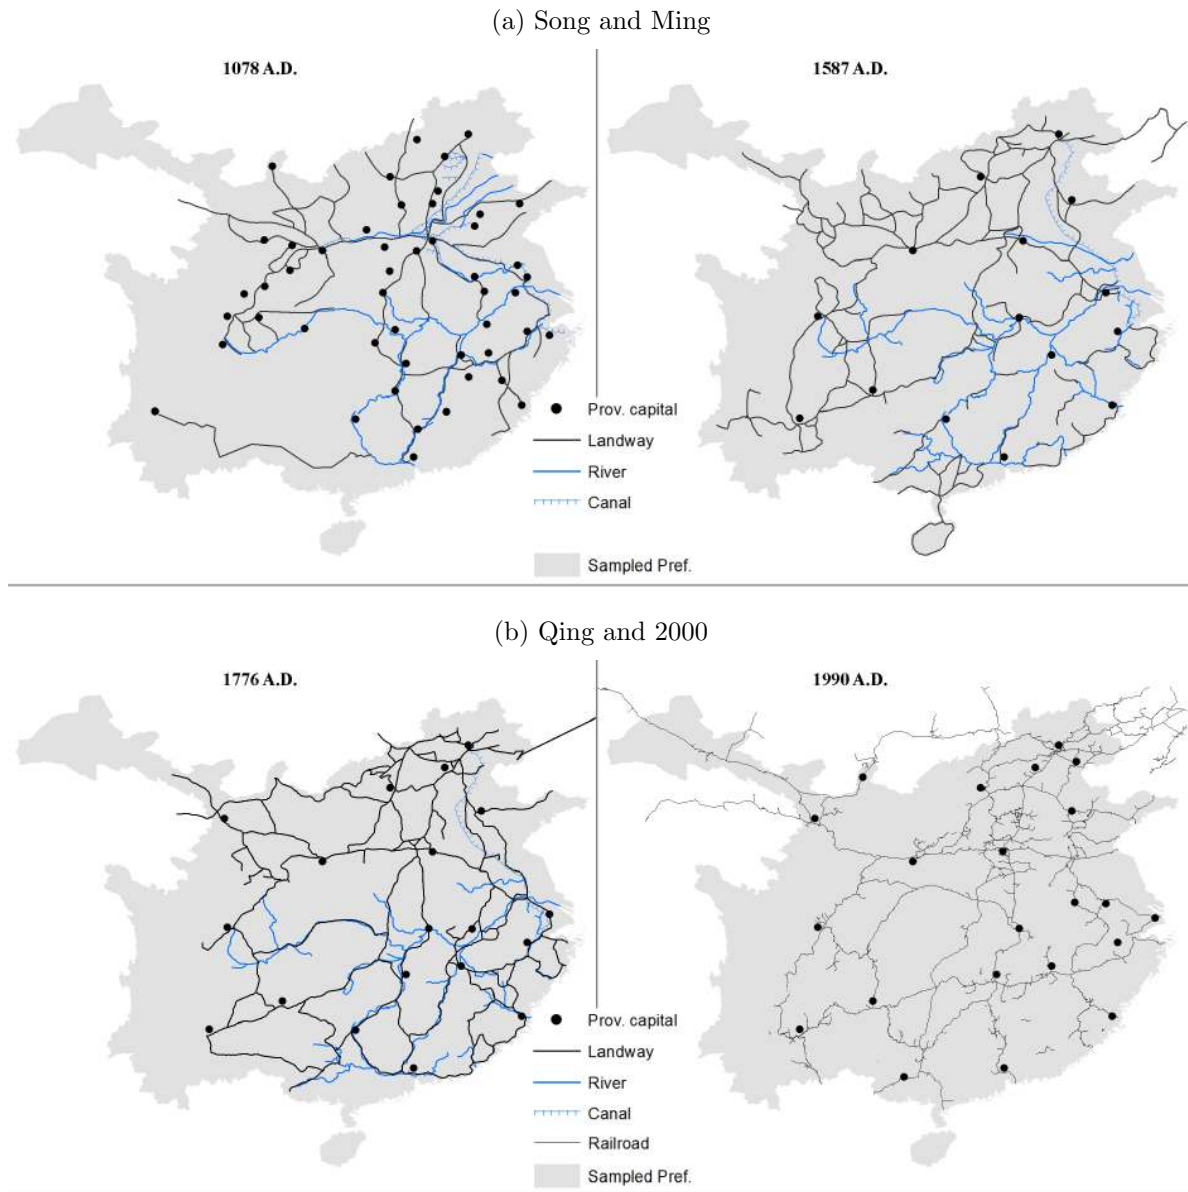 (a) Song and Ming
1078 A.D.
1587 A.D.
Prov. capital
Landway
River
Canal
Sampled Pref.
(b) Qing and 2000
1776 A.D.
1990 A.D.
Prov. capital
Landway
River
Canal
Railroad
Sampled Pref.